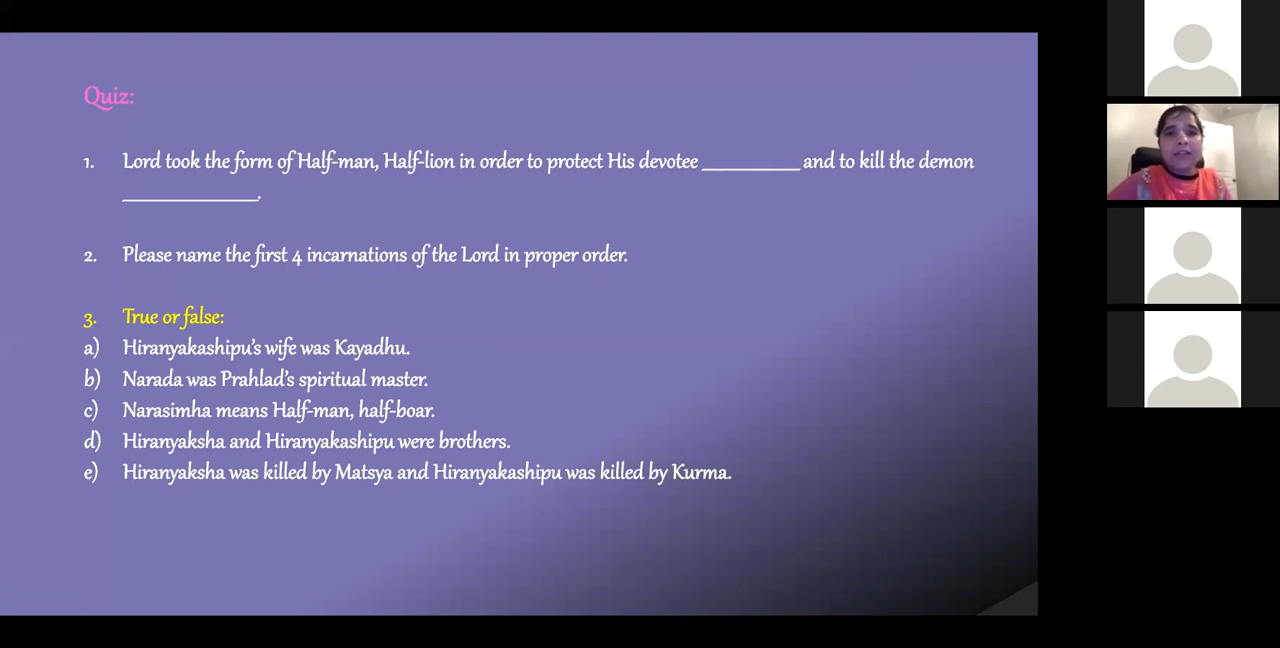 Quiz:
1. Lord took the form of Half-man, Half-lion in order to protect His devotee __________ and to kill the demon
______________.
2. Please name the first 4 incarnations of the Lord in proper order.
3. True or false:
a) Hiranyakashipu's wife was Kayadhu.
b) Narada was Prahlad's spiritual master.
c) Narasimha means Half-man, half-boar.
d) Hiranyaksha and Hiranyakashipu were brothers.
e) Hiranyaksha was killed by Matsya and Hiranyakashipu was killed by Kurma.